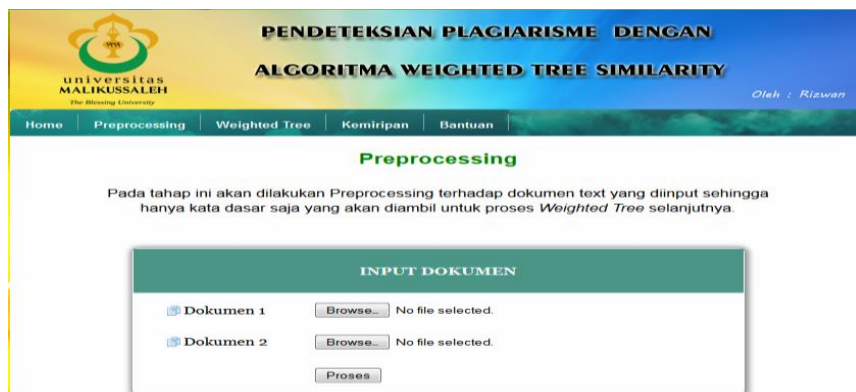 PENDETEKSIAN PLAGIARISME DENGAN
ALGORITMA WEIGHTED TREE SIMILARITY
universitas
MALIKUSSALEH
The Blessing University
Oleh : Rizwan
Home Preprocessing Weighted Tree Kemiripan Bantuan
Preprocessing
Pada tahap ini akan dilakukan Preprocessing terhadap dokumen text yang diinput sehingga
hanya kata dasar saja yang akan diambil untuk proses Weighted Tree selanjutnya.
INPUT DOKUMEN
Dokumen 1 Browse... No file selected.
Dokumen 2 Browse... No file selected.
Proses